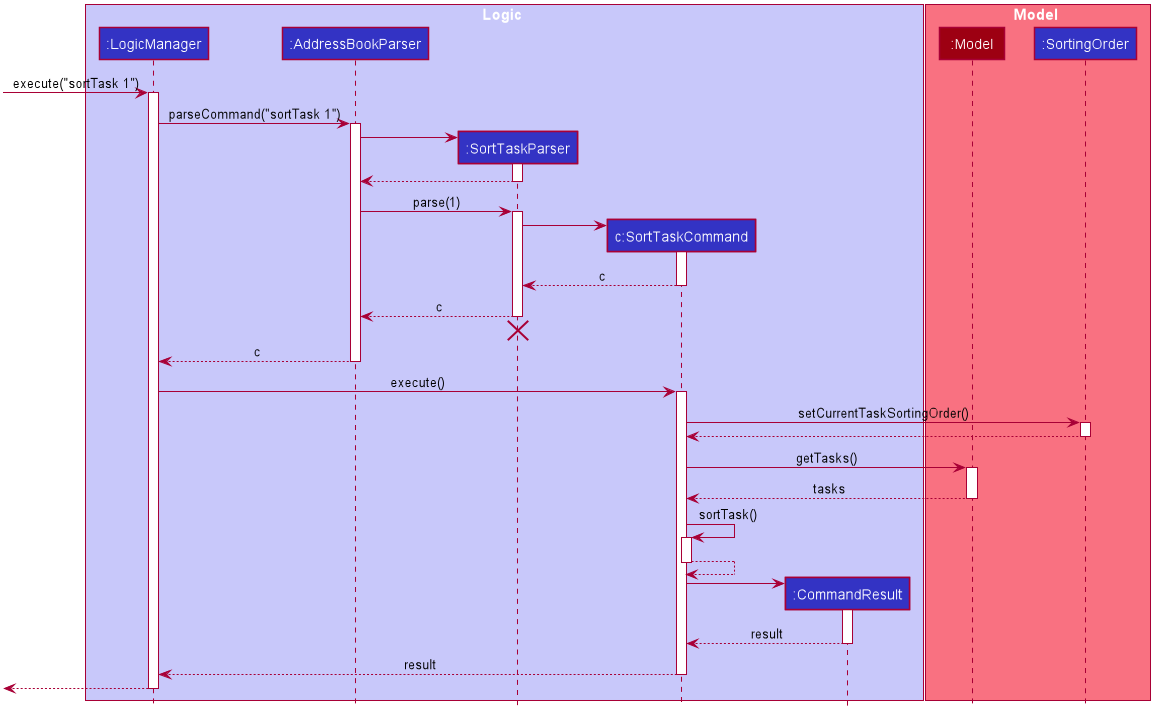 Logic
Model
:LogicManager
:AddressBookParser
:Model
:SortingOrder
execute("sortTask 1")
parseCommand("sortTask 1")
:SortTaskParser
parse(1)
c:SortTaskCommand
c
c
c
execute()
setCurrentTaskSortingOrder()
getTasks()
tasks
sortTask()
:CommandResult
result
result